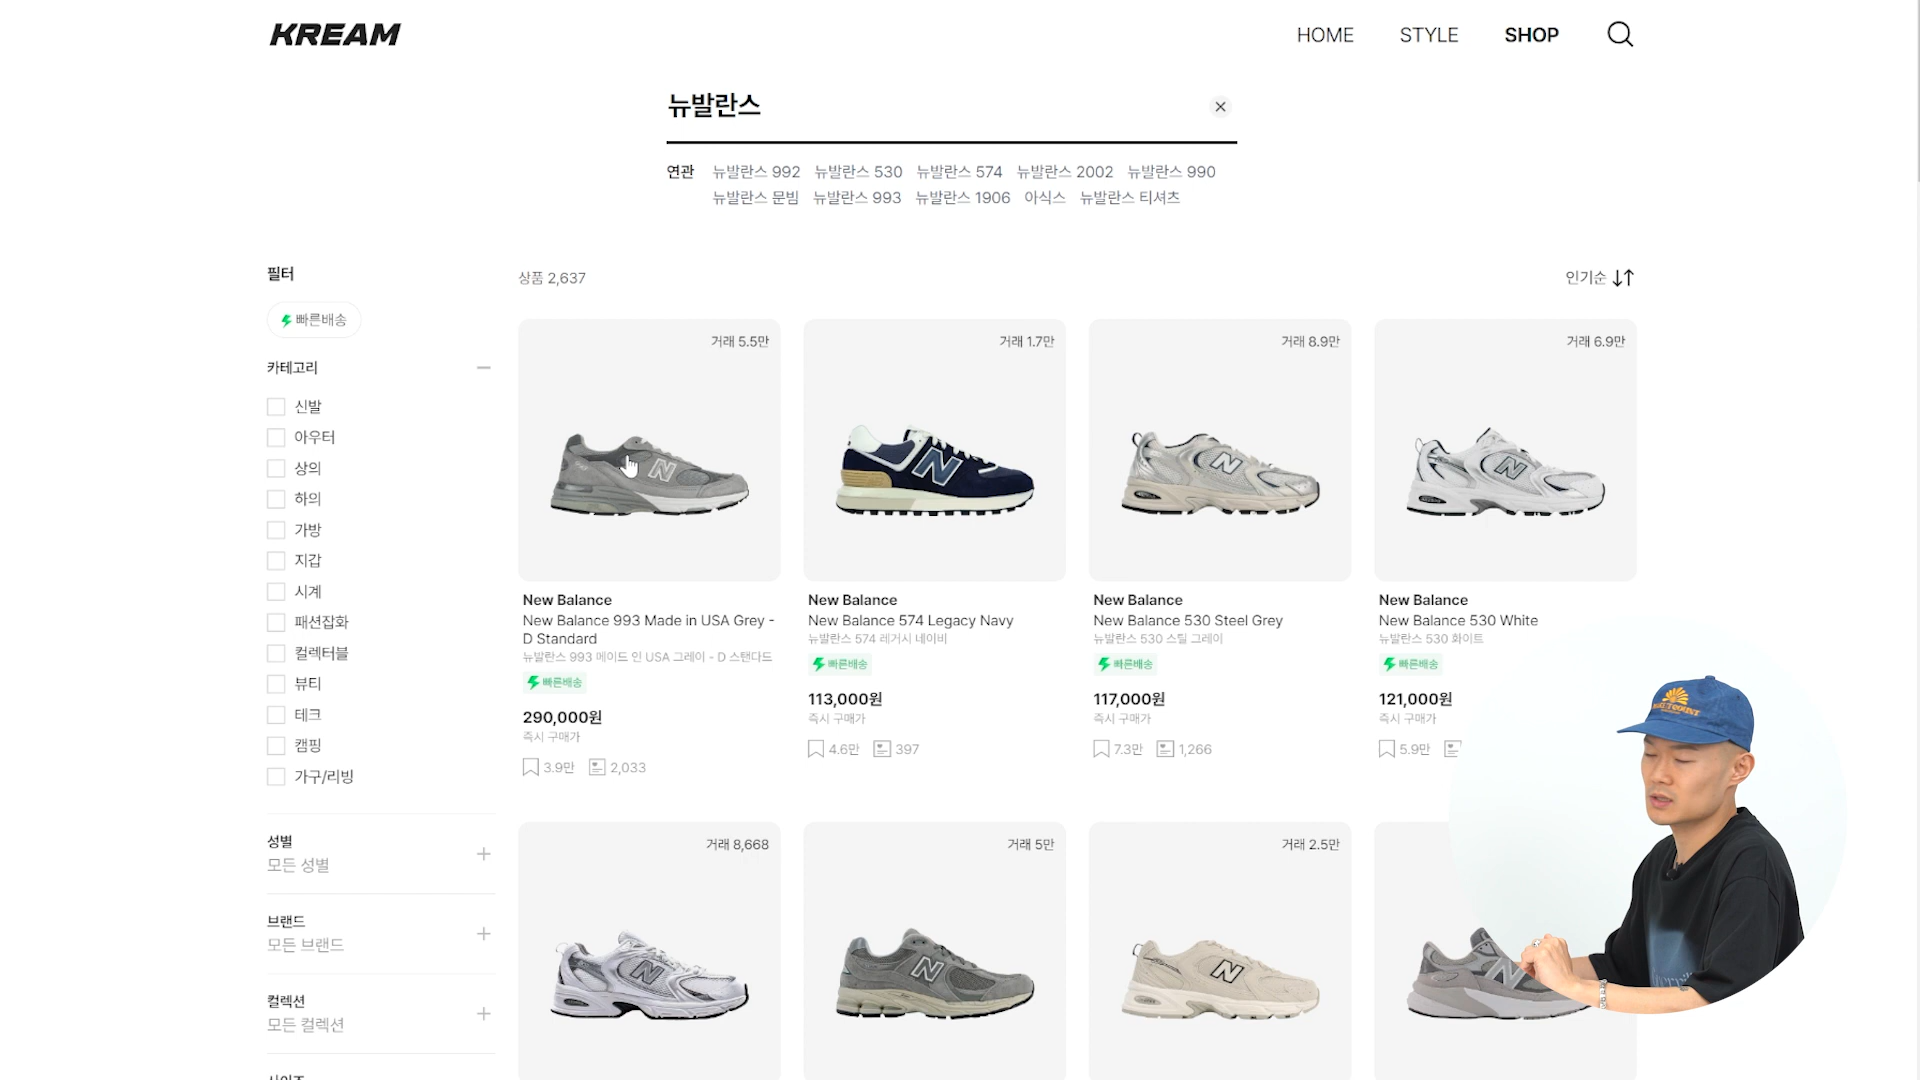 KREAM
HOME
STYLE
SHOP
뉴발란스
연관
뉴발란스 992
뉴발란스 530
뉴발란스 574
뉴발란스 2002
뉴발란스 990
뉴발란스 문빔
뉴발란스 993
뉴발란스 1906
아식스
뉴발란스 티셔츠
필터
빠른배송
카테고리
신발
아우터
상의
하의
가방
지갑
시계
패션잡화
컬렉터블
뷰티
테크
캠핑
가구/리빙
성별
모든 성별
브랜드
모든 브랜드
컬렉션
모든 컬렉션
상품 2,637
인기순
거래 5.5만
New Balance
New Balance 993 Made in USA Grey -
D Standard
뉴발란스 993 메이드 인 USA 그레이 - D 스탠다드
빠른배송
290,000원
즉시 구매가
3.9만
2,033
거래 1.7만
New Balance
New Balance 574 Legacy Navy
뉴발란스 574 레거시 네이비
빠른배송
113,000원
즉시 구매가
4.6만
397
거래 8.9만
New Balance
New Balance 530 Steel Grey
뉴발란스 530 스틸 그레이
빠른배송
117,000원
즉시 구매가
7.3만
1,266
거래 6.9만
New Balance
New Balance 530 White
뉴발란스 530 화이트
빠른배송
121,000원
즉시 구매가
5.9만
거래 8,668
거래 5만
거래 2.5만